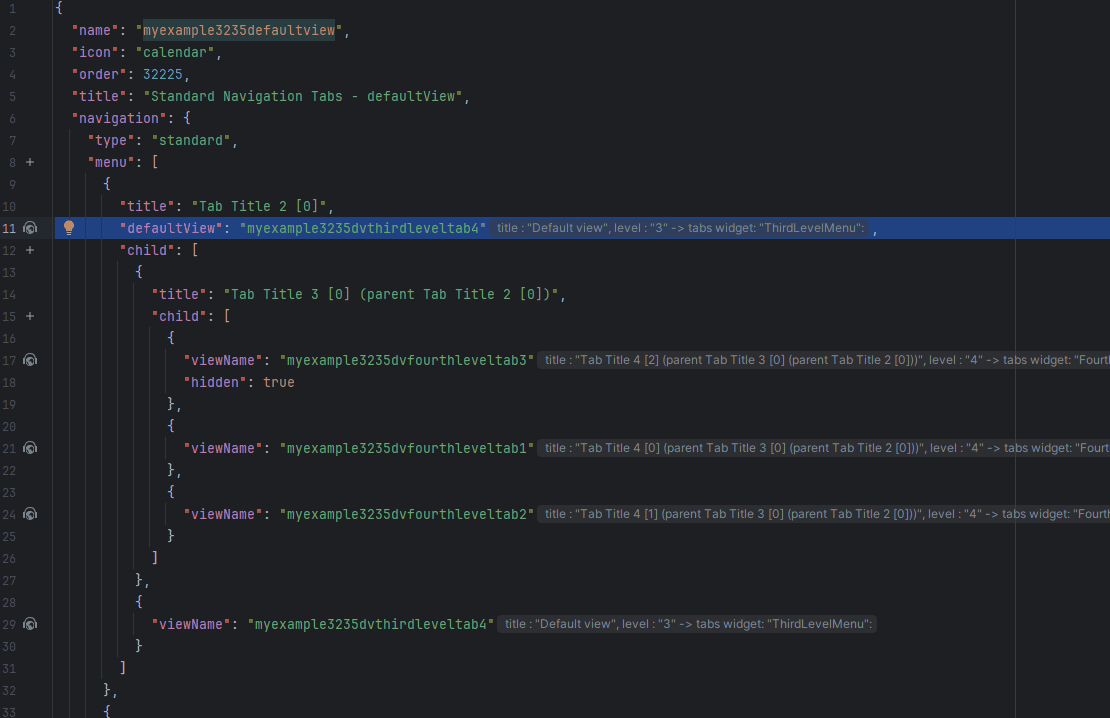 1 {
2 "name": "myexample3235defaultview",
3 "icon": "calendar",
4 "order": 32225,
5 "title": "Standard Navigation Tabs - defaultView",
6 "navigation": {
7 "type": "standard",
8 + "menu": [
9 {
10 "title": "Tab Title 2 [0]",
11 "defaultView": "myexample3235dvthirdleveltab4" title : "Default view", level : "3" -> tabs widget: "ThirdLevelMenu": ,
12 + "child": [
13 {
14 "title": "Tab Title 3 [0] (parent Tab Title 2 [0])",
15 + "child": [
16 {
17 "viewName": "myexample3235dvfourthleveltab3" title : "Tab Title 4 [2] (parent Tab Title 3 [0] (parent Tab Title 2 [0]))", level : "4" -> tabs widget: "Fourt
18 "hidden": true
19 },
20 {
21 "viewName": "myexample3235dvfourthleveltab1" title : "Tab Title 4 [0] (parent Tab Title 3 [0] (parent Tab Title 2 [0]))", level : "4" -> tabs widget: "Fourth
22 },
23 {
24 "viewName": "myexample3235dvfourthleveltab2" title : "Tab Title 4 [1] (parent Tab Title 3 [0] (parent Tab Title 2 [0]))", level : "4" -> tabs widget: "Fourth
25 }
26 ]
27 },
28 {
29 "viewName": "myexample3235dvthirdleveltab4" title : "Default view", level : "3" -> tabs widget: "ThirdLevelMenu":
30 }
31 ]
32 },
33 {